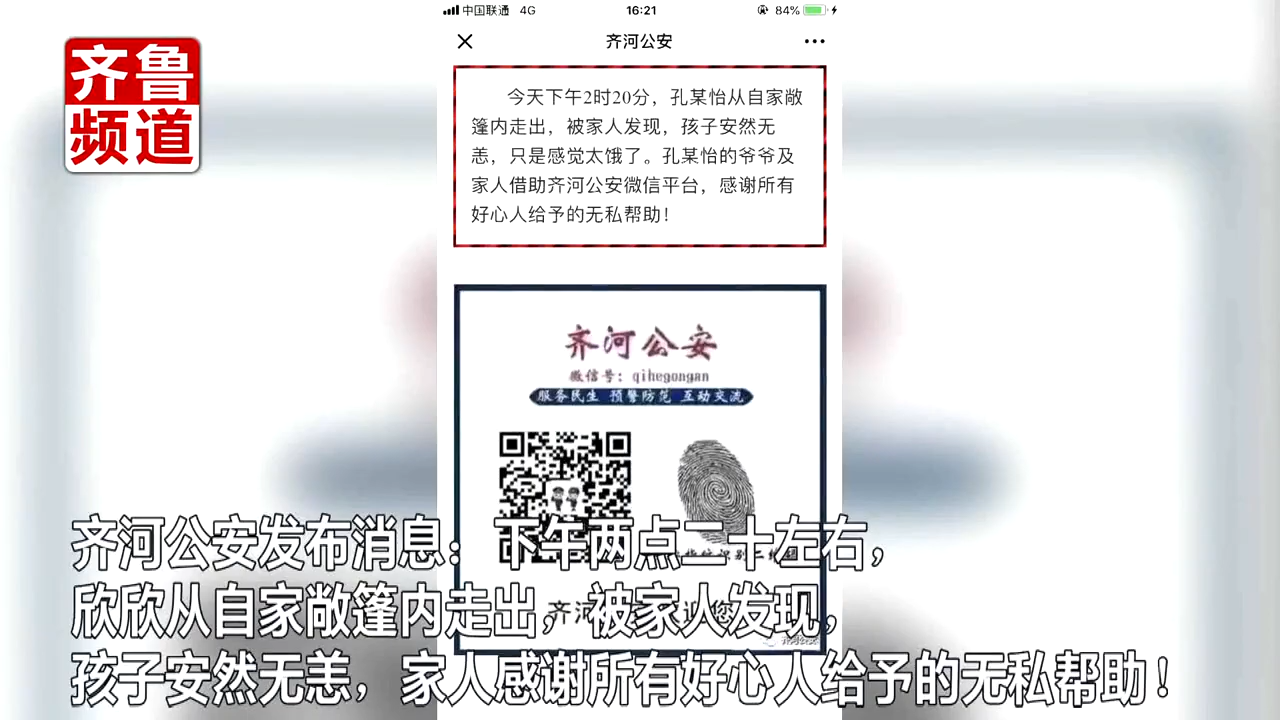 中国联通 4G 16:21 84%
齐河公安
齐鲁
频道
今天下午2时20分，孔某怡从自家敞
篷内走出，被家人发现，孩子安然无
恙，只是感觉太饿了。孔某怡的爷爷及
家人借助齐河公安微信平台，感谢所有
好心人给予的无私帮助！
齐河公安
微信号：qihegongan
服务民生 预警防范 互动交流
齐河公安发布消息：下午两点二十左右，
欣欣从自家敞篷内走出，被家人发现，
孩子安然无恙，家人感谢所有好心人给予的无私帮助！
齐河公安